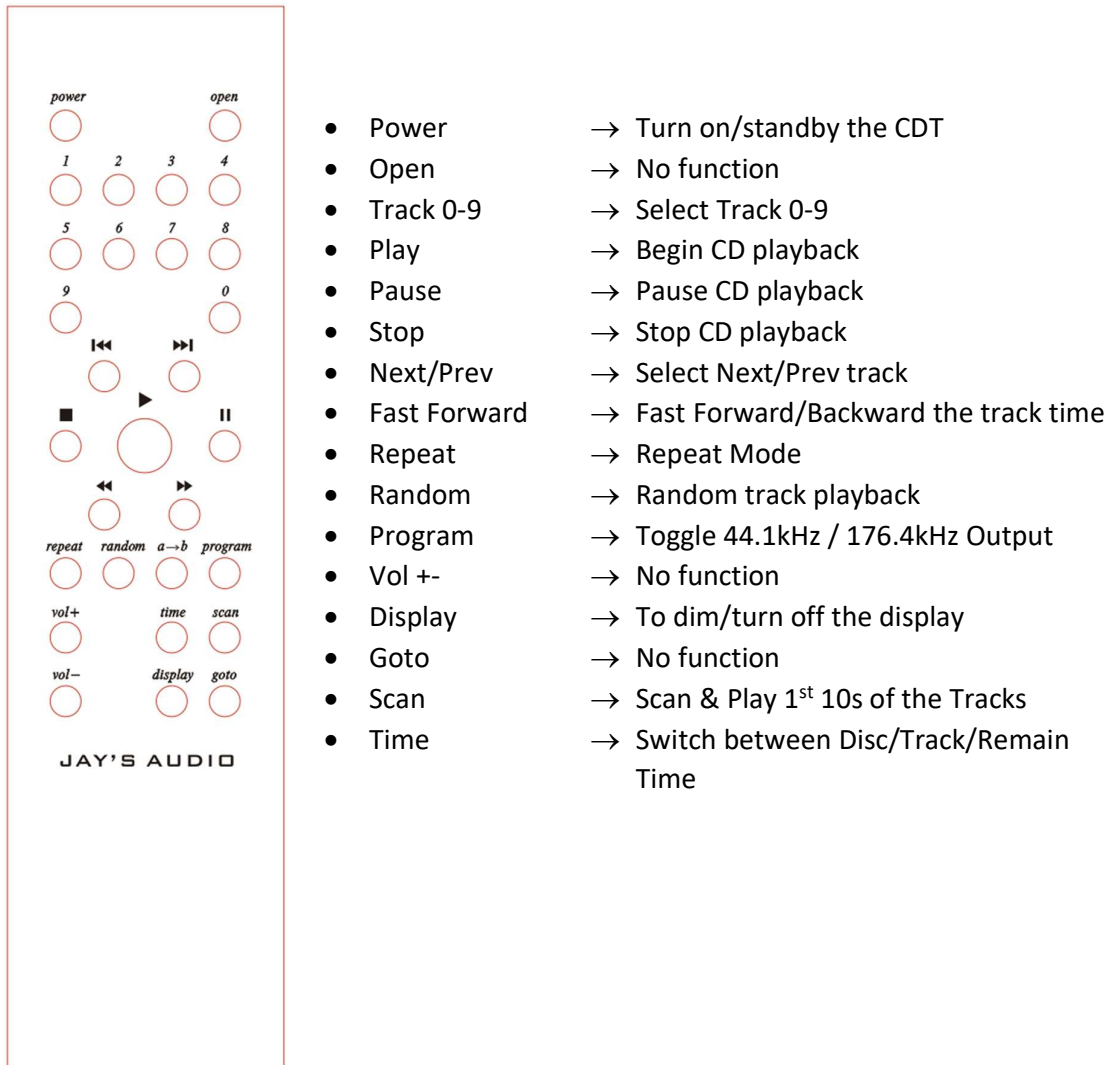 power open
1 2 3 4
5 6 7 8
9 0
repeat random a→b program
vol+ time scan
vol− display goto
JAY'S AUDIO
• Power → Turn on/standby the CDT
• Open → No function
• Track 0-9 → Select Track 0-9
• Play → Begin CD playback
• Pause → Pause CD playback
• Stop → Stop CD playback
• Next/Prev → Select Next/Prev track
• Fast Forward → Fast Forward/Backward the track time
• Repeat → Repeat Mode
• Random → Random track playback
• Program → Toggle 44.1kHz / 176.4kHz Output
• Vol +- → No function
• Display → To dim/turn off the display
• Goto → No function
• Scan → Scan & Play 1st 10s of the Tracks
• Time → Switch between Disc/Track/Remain
Time